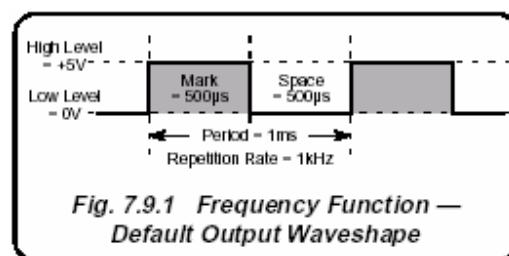 High Level
= +5V
Mark
= 500µs
Space
= 500µs
Low Level
= 0V
Period = 1ms
Repetition Rate = 1kHz
Fig. 7.9.1 Frequency Function —
Default Output Waveshape